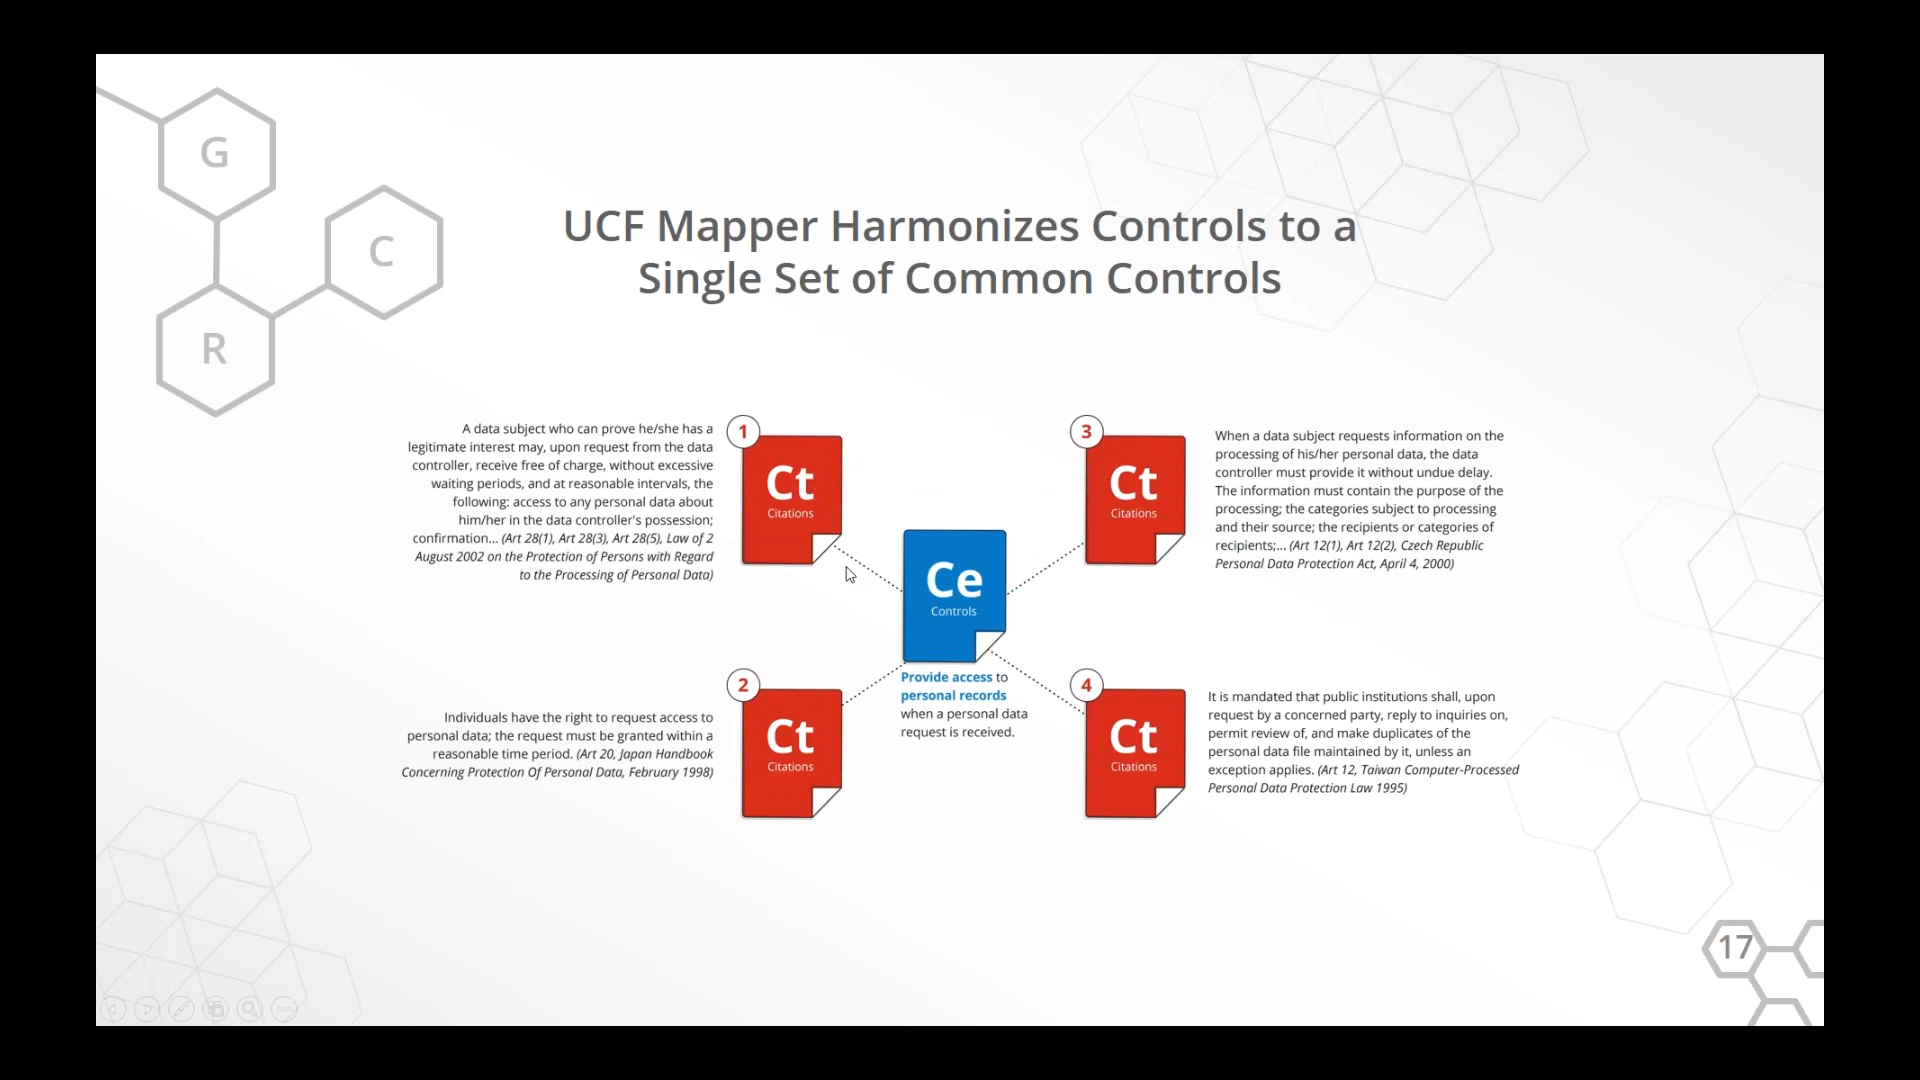 G
C
R
UCF Mapper Harmonizes Controls to a
Single Set of Common Controls
A data subject who can prove he/she has a
legitimate interest may, upon request from the data
controller, receive free of charge, without excessive
waiting periods, and at reasonable intervals, the
following: access to any personal data about
him/her in the data controller's possession;
confirmation... (Art 28(1), Art 28(3), Art 28(5), Law of 2
August 2002 on the Protection of Persons with Regard
to the Processing of Personal Data)
1
Ct
Citations
Individuals have the right to request access to
personal data; the request must be granted within a
reasonable time period. (Art 20, Japan Handbook
Concerning Protection Of Personal Data, February 1998)
2
Ct
Citations
Ce
Controls
Provide access to
personal records
when a personal data
request is received.
3
Ct
Citations
When a data subject requests information on the
processing of his/her personal data, the data
controller must provide it without undue delay.
The information must contain the purpose of the
processing; the categories subject to processing
and their source; the recipients or categories of
recipients;... (Art 12(1), Art 12(2), Czech Republic
Personal Data Protection Act, April 4, 2000)
4
Ct
Citations
It is mandated that public institutions shall, upon
request by a concerned party, reply to inquiries on,
permit review of, and make duplicates of the
personal data file maintained by it, unless an
exception applies. (Art 12, Taiwan Computer-Processed
Personal Data Protection Law 1995)
17